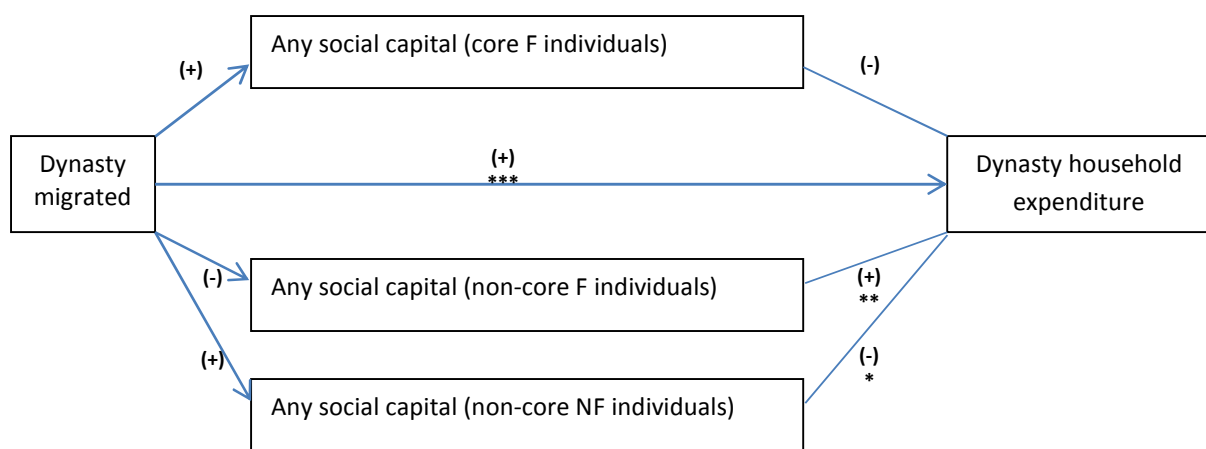 Any social capital (core F individuals)
(+)
(-)
Dynasty
migrated
(+)
***
Dynasty household
expenditure
(-)
Any social capital (non-core F individuals)
(+)
**
(+)
Any social capital (non-core NF individuals)
(-)
*